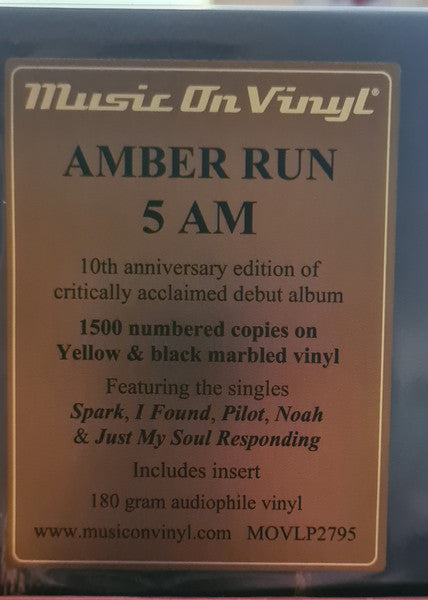 Music On Vinyl®
AMBER RUN
5 AM
10th anniversary edition of
critically acclaimed debut album
1500 numbered copies on
Yellow & black marbled vinyl
Featuring the singles
Spark, I Found, Pilot, Noah
& Just My Soul Responding
Includes insert
180 gram audiophile vinyl
www.musiconvinyl.com MOVLP2795